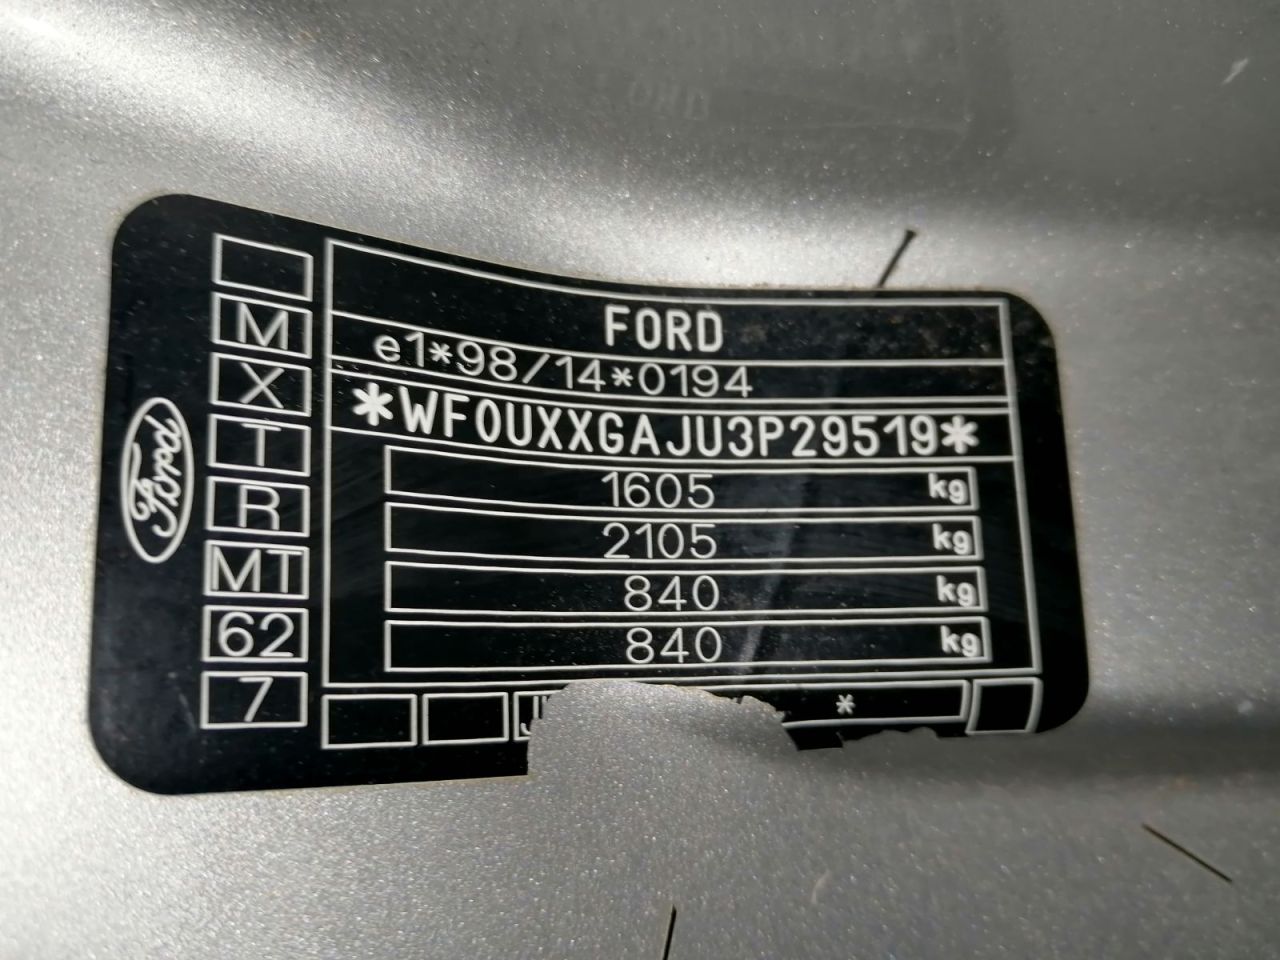 FORD
e1*98/14*0194
*WF0UXXGAJU3P29519*
1605 kg
2105 kg
840 kg
840 kg
*
M
X
T
R
MT
62
7
Ford